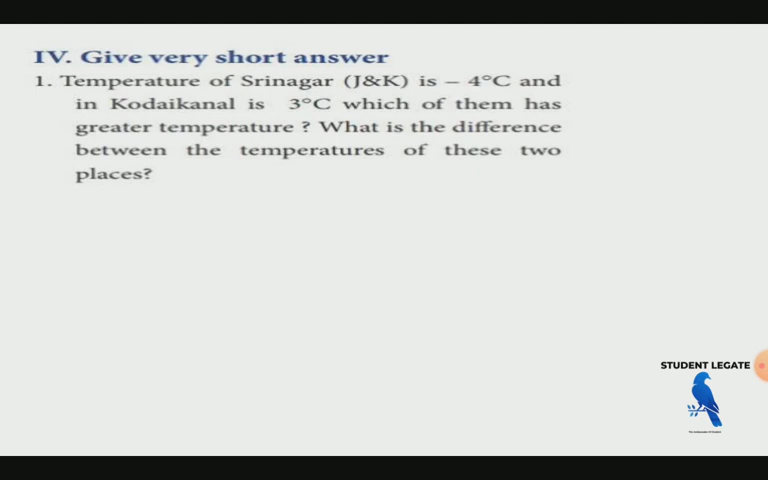 IV. Give very short answer
1. Temperature of Srinagar (J&K) is – 4°C and
in Kodaikanal is 3°C which of them has
greater temperature ? What is the difference
between the temperatures of these two
places?
STUDENT LEGATE